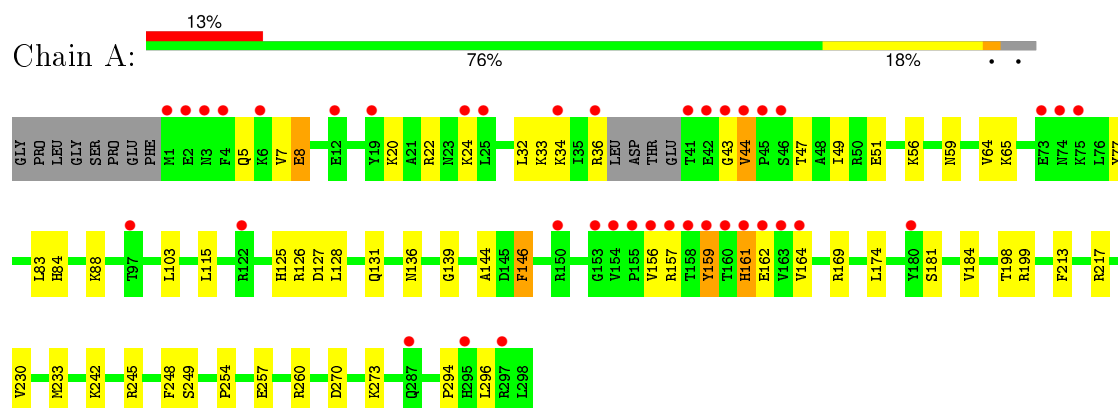 13%
Chain A:
76% 18% • •
GLY PRO LEU GLY SER PRO GLU PHE M1 E2 N3 F4 Q5 K6 V7 E8 E12 Y19 K20 A21 R22 N23 K24 L25 L32 K33 K34 I35 R36 LEU ASP THR GLU T41 E42 G43 V44 P45 S46 T47 A48 I49 R50 E51 K56 N59 V64 K65 E73 N74 K75 L76 Y77
L83 H84 K88 T97 L103 L115 R122 H125 R126 D127 L128 Q131 N136 G139 A144 D145 F146 R150 G153 V154 P155 V156 R157 T158 Y159 T160 H161 E162 V163 V164 R169 L174 Y180 S181 V184 T198 R199 F213 R217
V230 M233 K242 R245 F248 S249 P254 E257 R260 D270 K273 Q287 P294 H295 L296 R297 L298